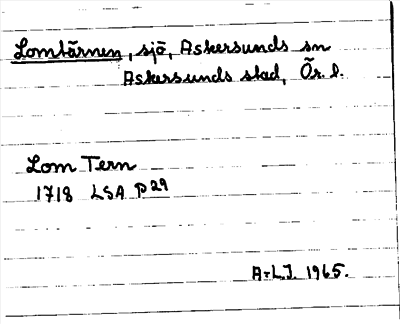 Lomtärnen, sjö, Askersunds sn
Askersunds stad, Ör. l.
Lom Tern
1718 LSA P29
A-L.J. 1965.